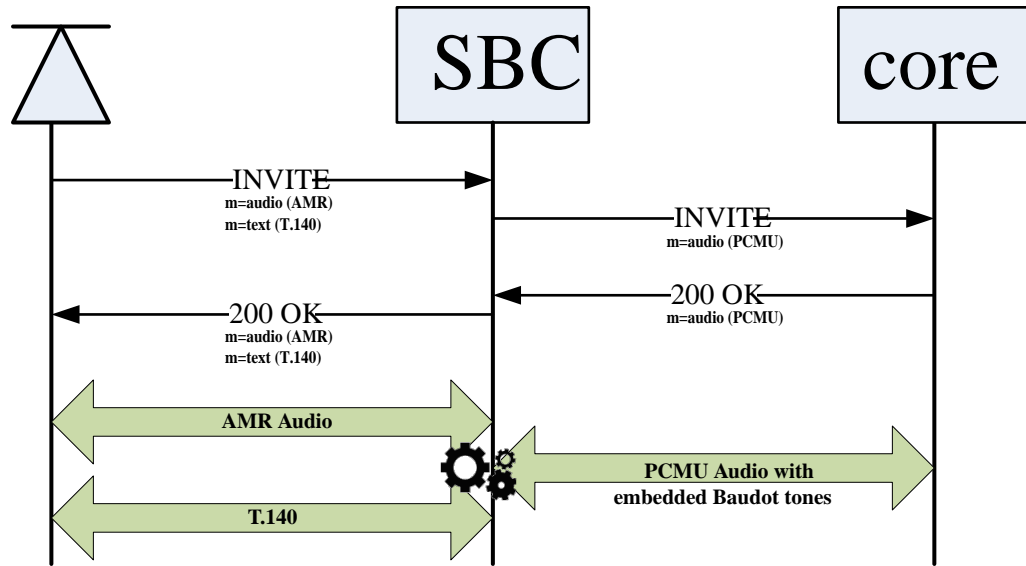 SBC
core
INVITE
m=audio (AMR)
m=text (T.140)
INVITE
m=audio (PCMU)
200 OK
m=audio (PCMU)
200 OK
m=audio (AMR)
m=text (T.140)
AMR Audio
PCMU Audio with
embedded Baudot tones
T.140